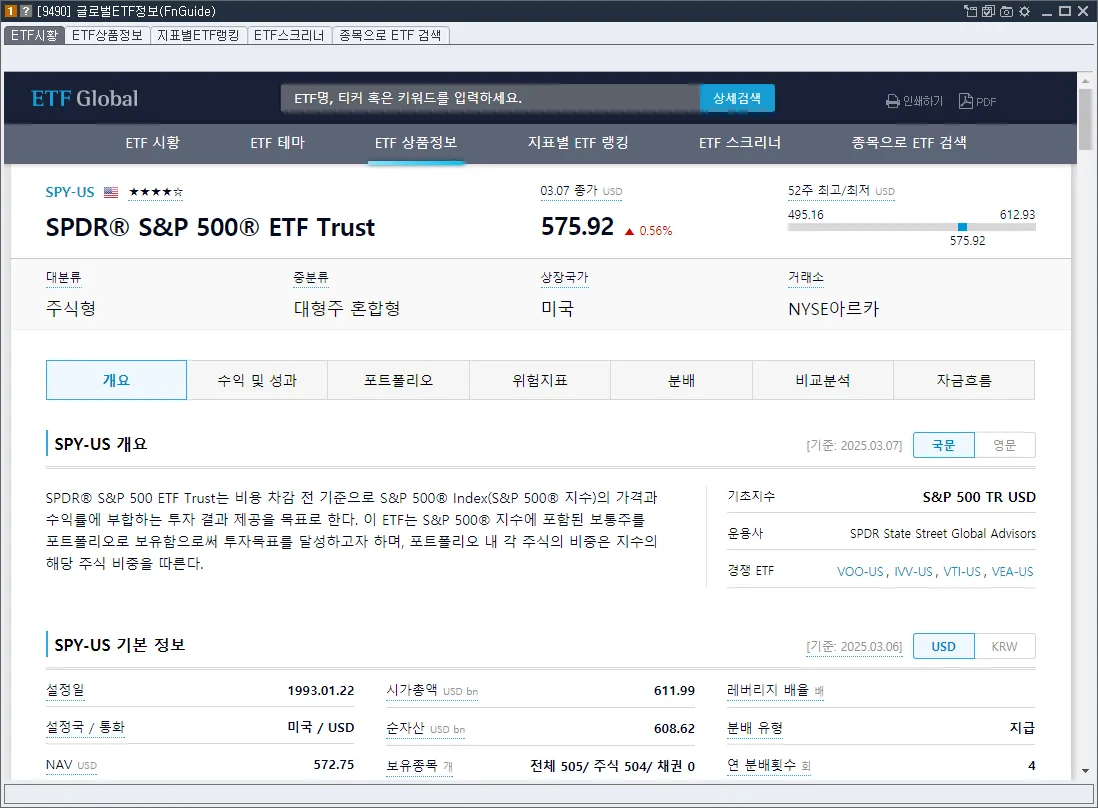 1 ? [9490] 글로벌ETF정보(FnGuide)
ETF시황 ETF상품정보 지표별ETF랭킹 ETF스크리너 종목으로 ETF 검색
ETF Global ETF명, 티커 혹은 키워드를 입력하세요. 상세검색 인쇄하기 PDF
ETF 시황 ETF 테마 ETF 상품정보 지표별 ETF 랭킹 ETF 스크리너 종목으로 ETF 검색
SPY-US ★★★★☆ 03.07 종가 USD 52주 최고/최저 USD
495.16 612.93
SPDR® S&P 500® ETF Trust 575.92 ▲ 0.56%
575.92
대분류 중분류 상장국가 거래소
주식형 대형주 혼합형 미국 NYSE아르카
개요 수익 및 성과 포트폴리오 위험지표 분배 비교분석 자금흐름
SPY-US 개요 [기준: 2025.03.07] 국문 영문
SPDR® S&P 500 ETF Trust는 비용 차감 전 기준으로 S&P 500® Index(S&P 500® 지수)의 가격과
수익률에 부합하는 투자 결과 제공을 목표로 한다. 이 ETF는 S&P 500® 지수에 포함된 보통주를
포트폴리오로 보유함으로써 투자목표를 달성하고자 하며, 포트폴리오 내 각 주식의 비중은 지수의
해당 주식 비중을 따른다.
기초지수 S&P 500 TR USD
운용사 SPDR State Street Global Advisors
경쟁 ETF VOO-US, IVV-US, VTI-US, VEA-US
SPY-US 기본 정보 [기준: 2025.03.06] USD KRW
설정일 1993.01.22 시가총액 USD bn 611.99 레버리지 배율 배
설정국 / 통화 미국 / USD 순자산 USD bn 608.62 분배 유형 지급
NAV USD 572.75 보유종목 개 전체 505/ 주식 504/ 채권 0 연 분배횟수 회 4